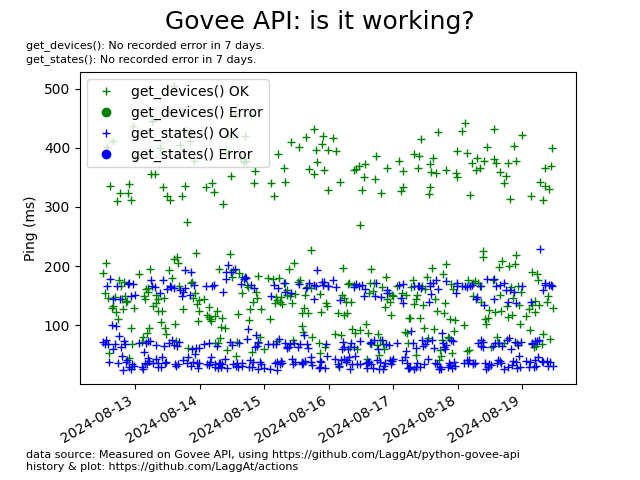 Govee API: is it working?
get_devices(): No recorded error in 7 days.
get_states(): No recorded error in 7 days.
get_devices() OK
get_devices() Error
get_states() OK
get_states() Error
Ping (ms)
500
400
300
200
100
2024-08-13
2024-08-14
2024-08-15
2024-08-16
2024-08-17
2024-08-18
2024-08-19
data source: Measured on Govee API, using https://github.com/LaggAt/python-govee-api
history & plot: https://github.com/LaggAt/actions